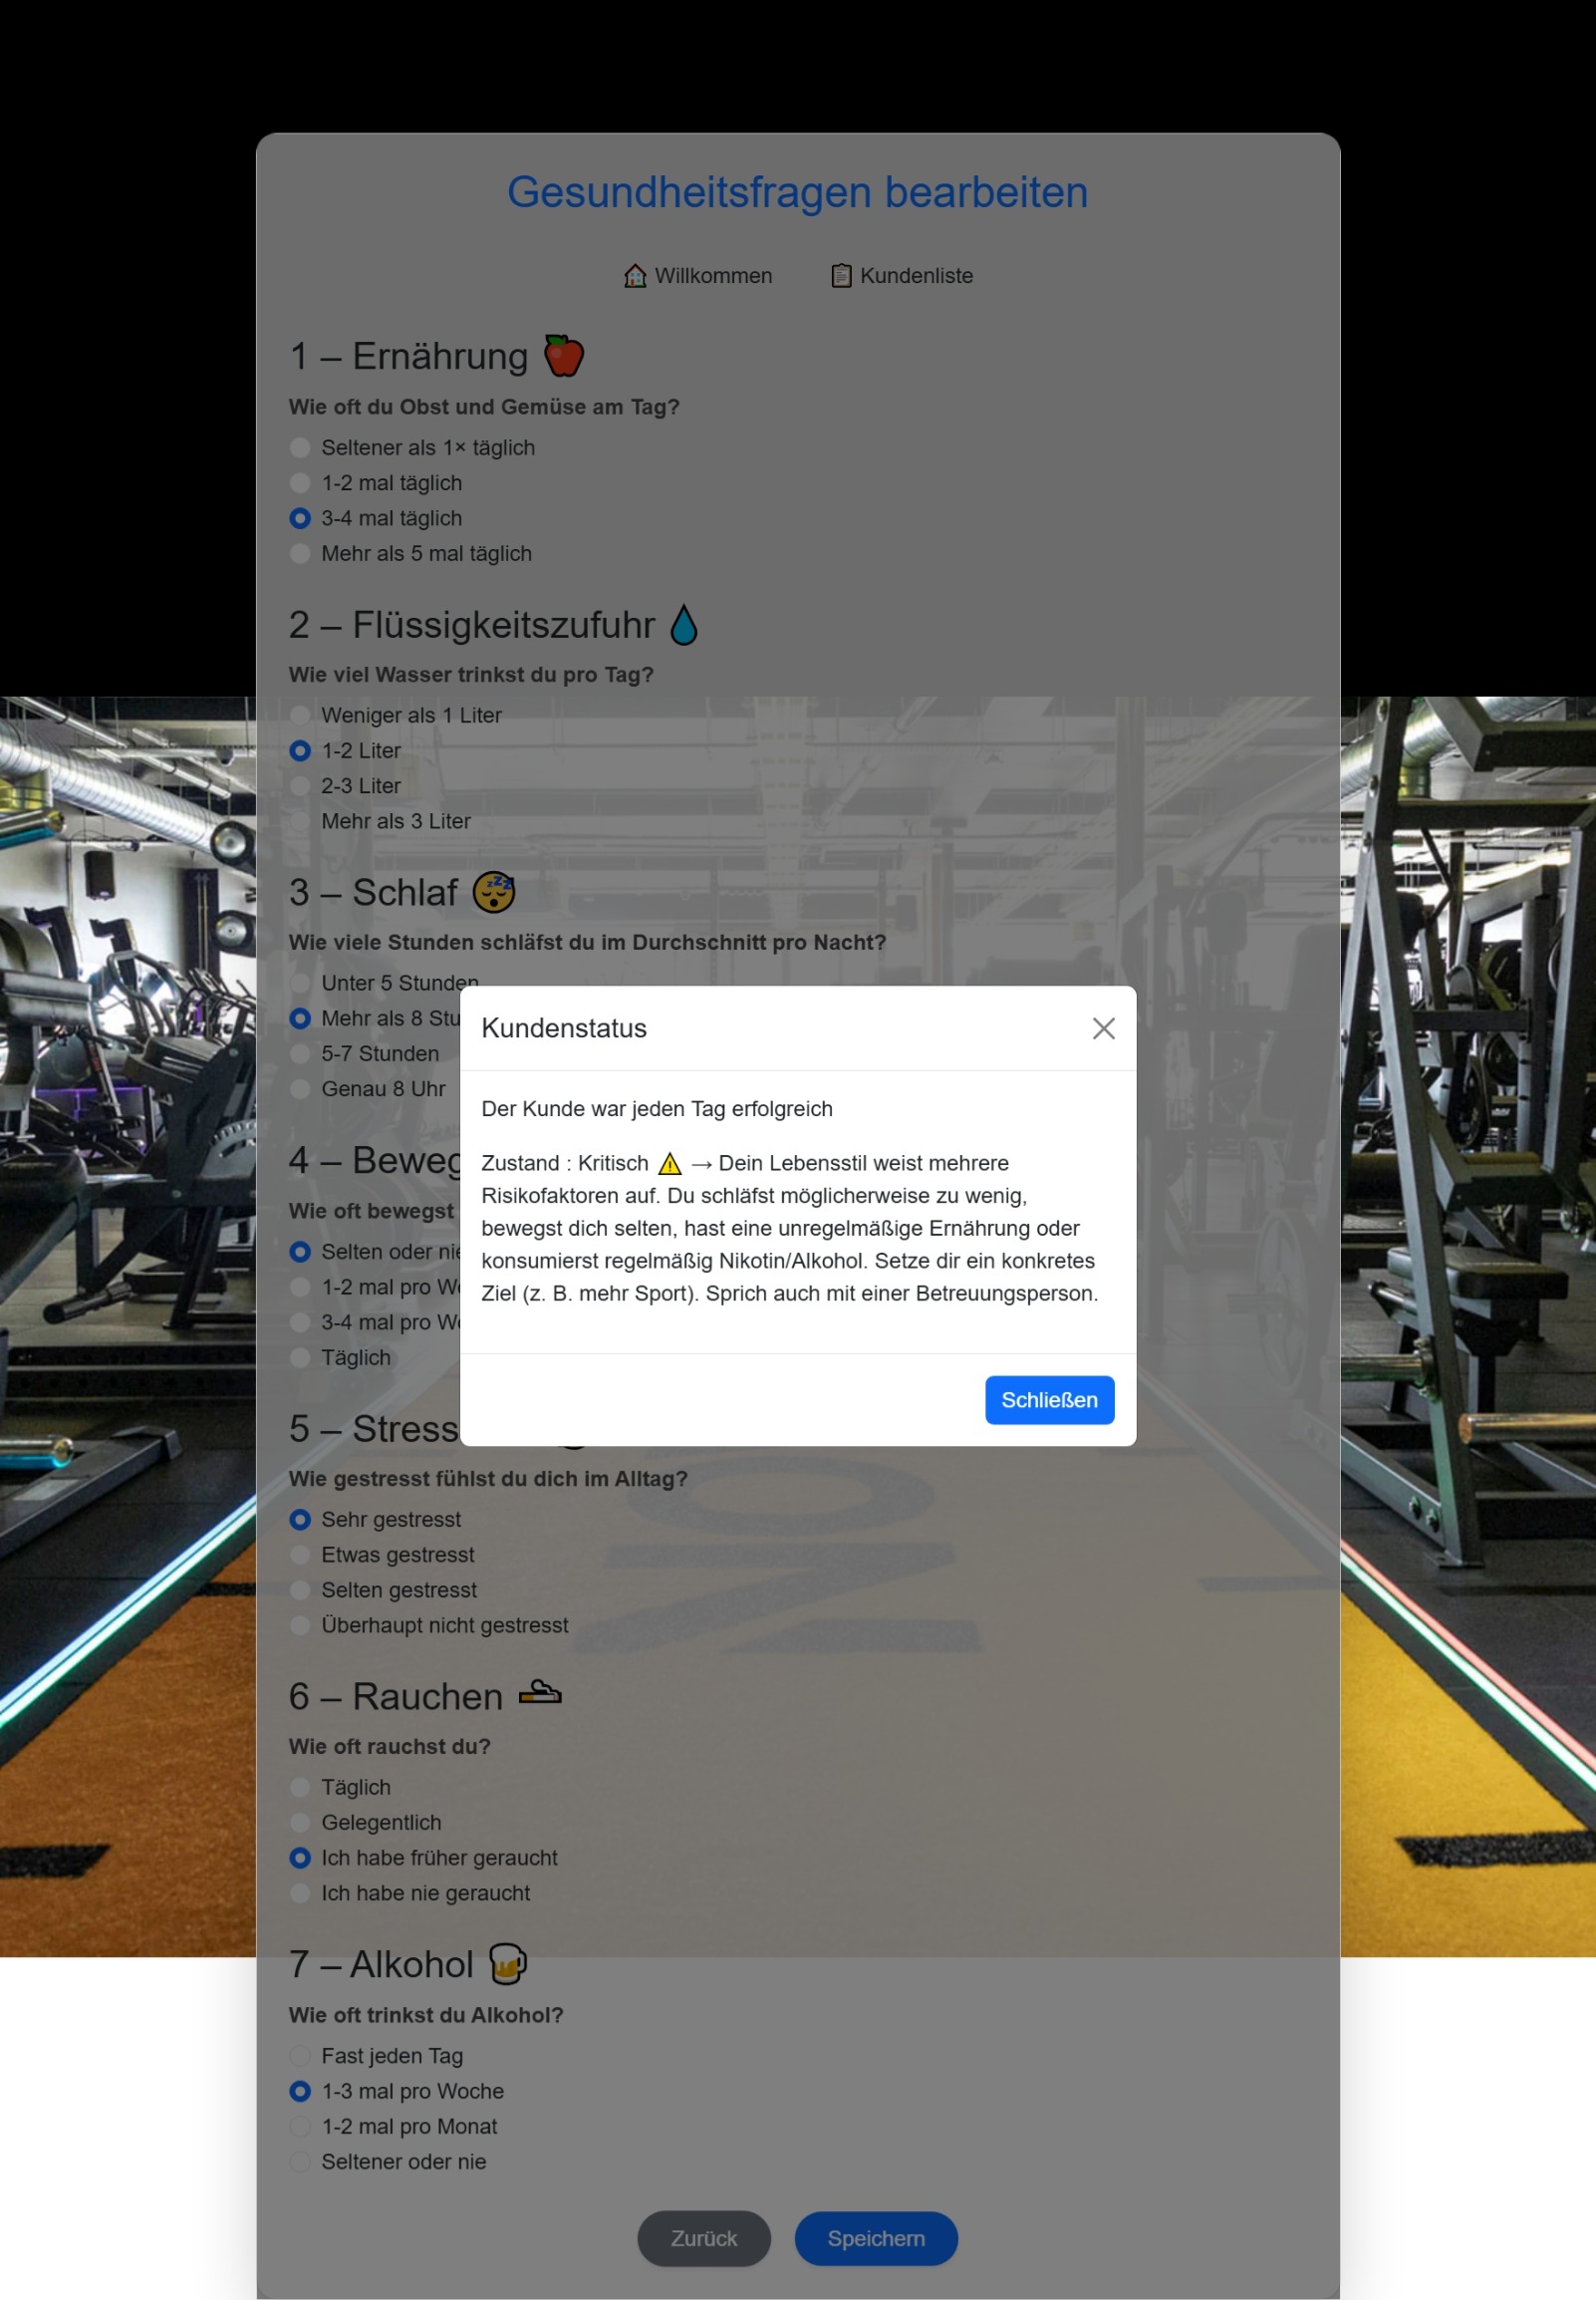 Gesundheitsfragen bearbeiten
Willkommen
Kundenliste
1 – Ernährung
Wie oft du Obst und Gemüse am Tag?
Seltener als 1× täglich
1-2 mal täglich
3-4 mal täglich
Mehr als 5 mal täglich
2 – Flüssigkeitszufuhr
Wie viel Wasser trinkst du pro Tag?
Weniger als 1 Liter
1-2 Liter
2-3 Liter
Mehr als 3 Liter
3 – Schlaf
Wie viele Stunden schläfst du im Durchschnitt pro Nacht?
Unter 5 Stunden
Mehr als 8 Stu
5-7 Stunden
Genau 8 Uhr
Kundenstatus
Der Kunde war jeden Tag erfolgreich
Zustand : Kritisch ⚠ → Dein Lebensstil weist mehrere
Risikofaktoren auf. Du schläfst möglicherweise zu wenig,
bewegst dich selten, hast eine unregelmäßige Ernährung oder
konsumierst regelmäßig Nikotin/Alkohol. Setze dir ein konkretes
Ziel (z. B. mehr Sport). Sprich auch mit einer Betreuungsperson.
Schließen
4 – Beweg
Wie oft bewegst
Selten oder nie
1-2 mal pro Wo
3-4 mal pro Wo
Täglich
5 – Stress
Wie gestresst fühlst du dich im Alltag?
Sehr gestresst
Etwas gestresst
Selten gestresst
Überhaupt nicht gestresst
6 – Rauchen
Wie oft rauchst du?
Täglich
Gelegentlich
Ich habe früher geraucht
Ich habe nie geraucht
7 – Alkohol
Wie oft trinkst du Alkohol?
Fast jeden Tag
1-3 mal pro Woche
1-2 mal pro Monat
Seltener oder nie
Zurück
Speichern